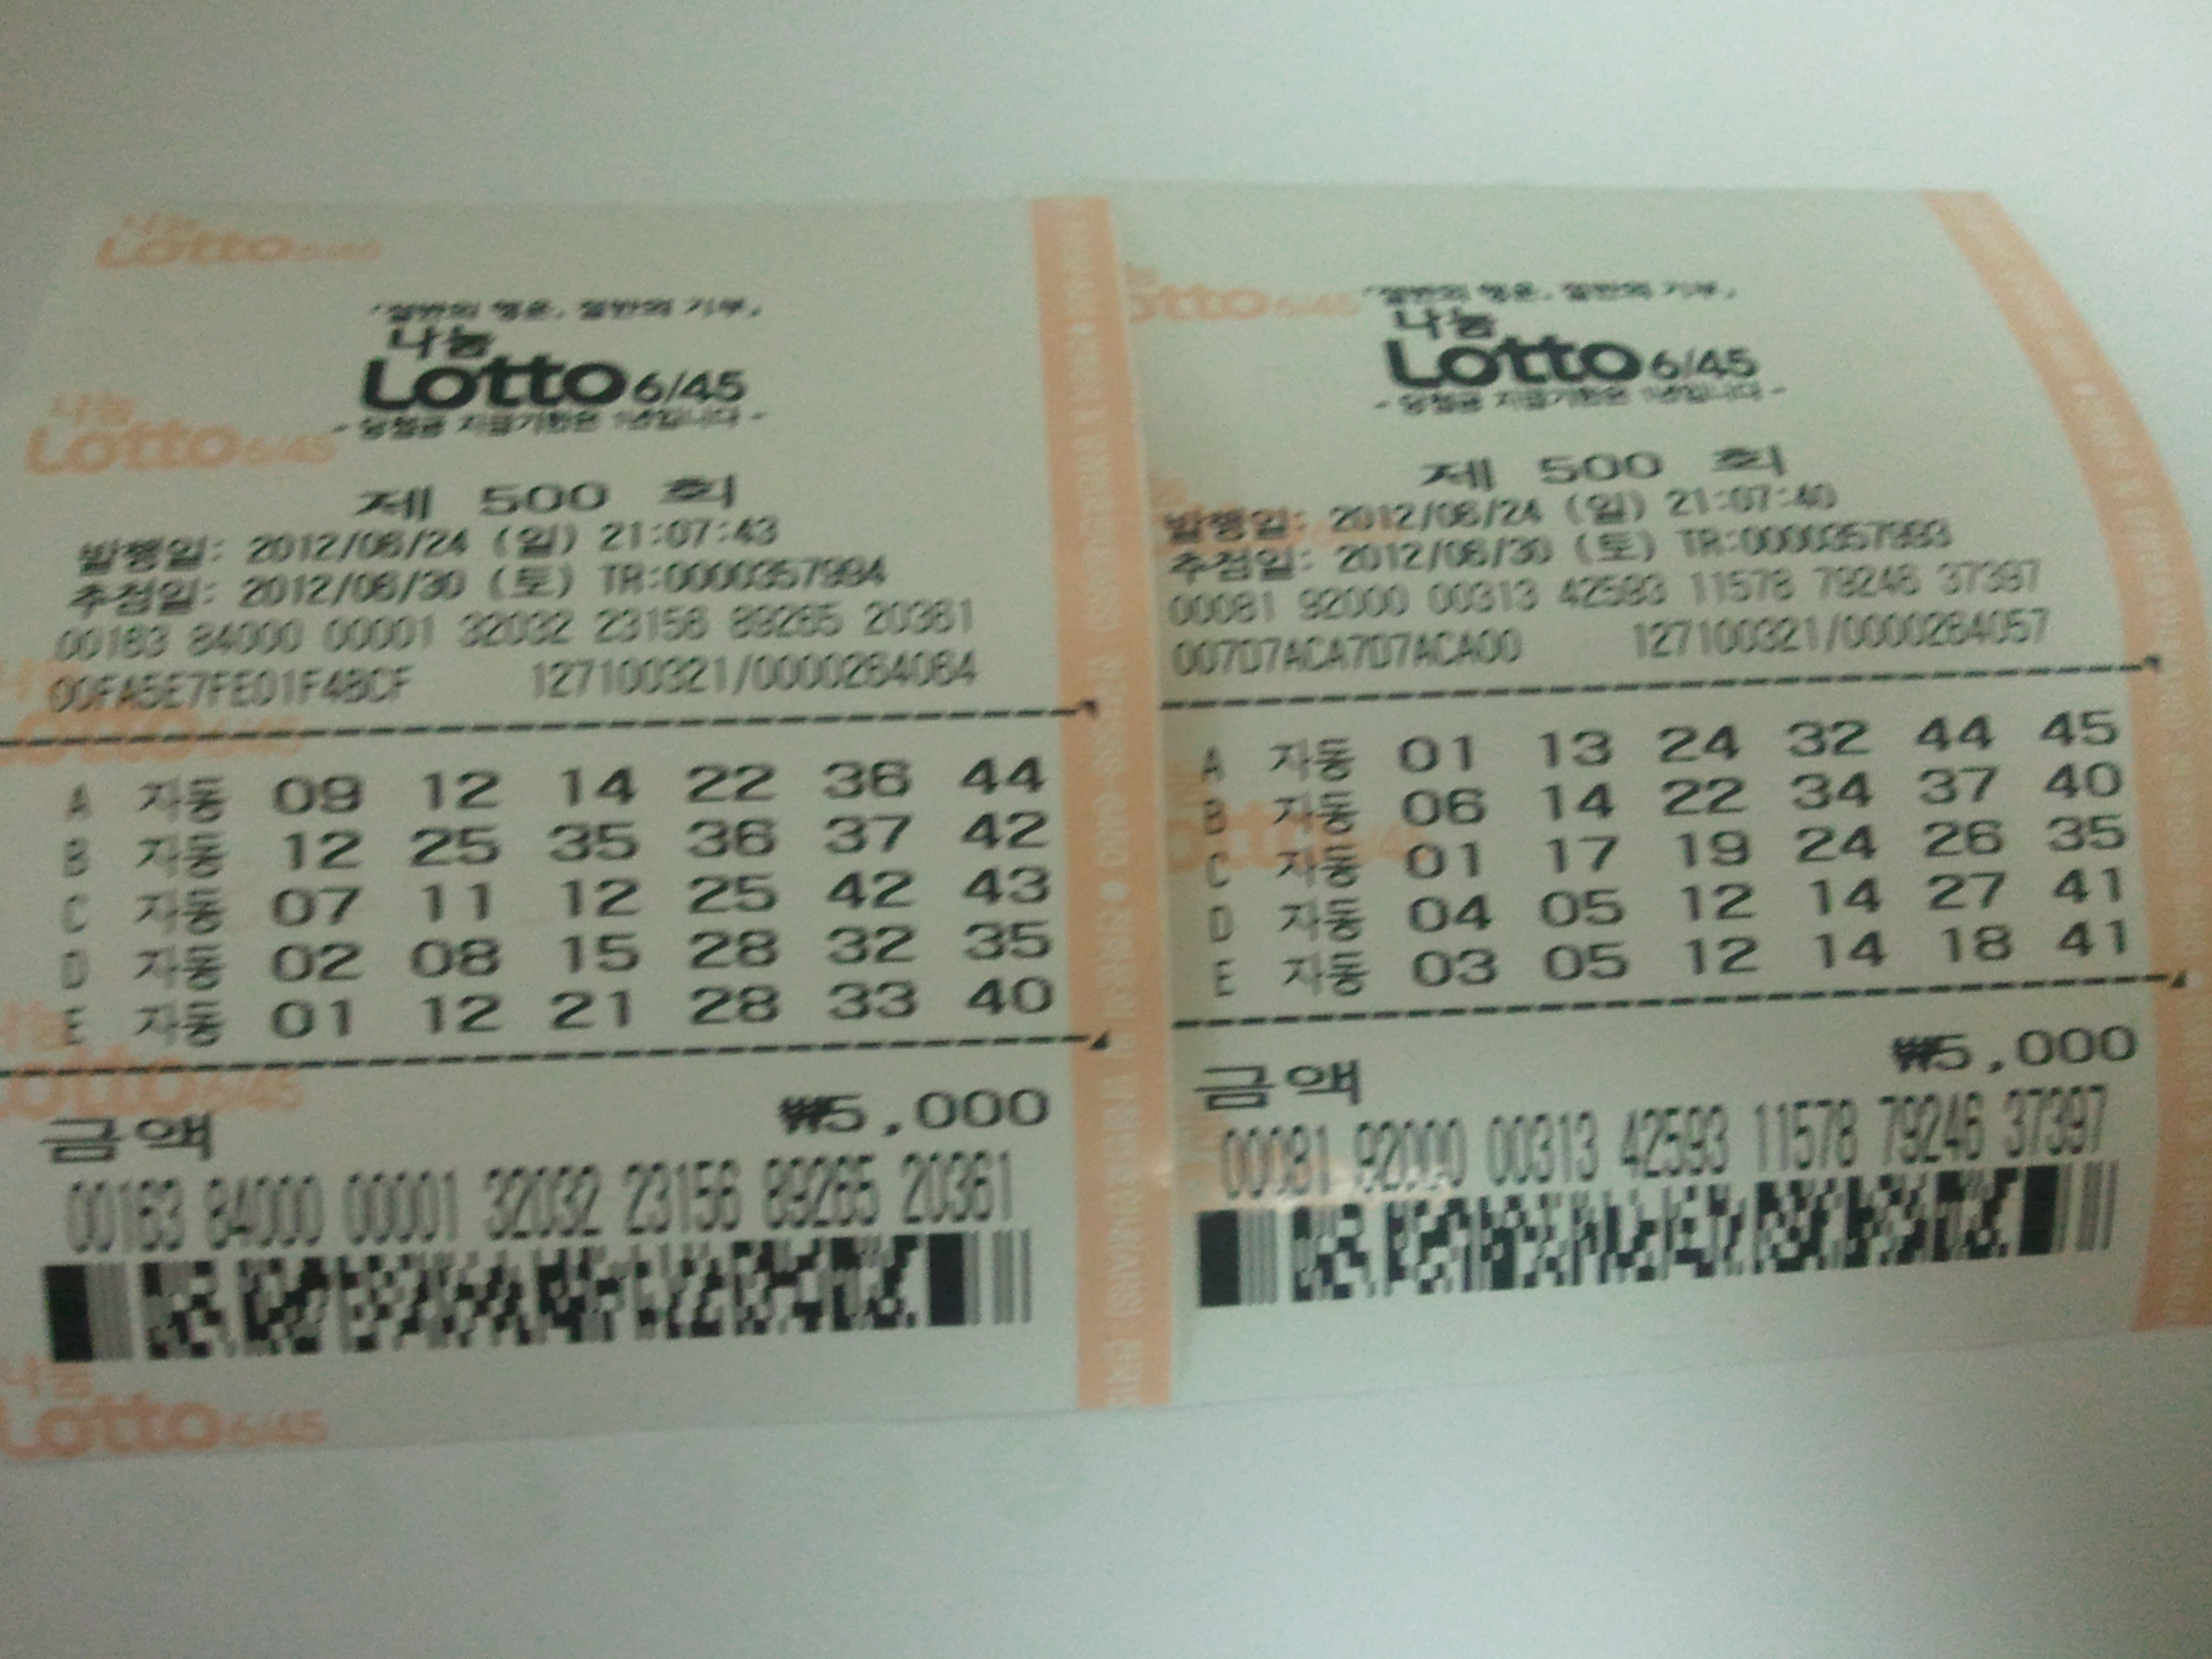 「절반의 행운, 절반의 기부」
나눔
Lotto 6/45
- 당첨금 지급기한은 1년입니다 -
제 500 회
발행일: 2012/06/24 (일) 21:07:43
추첨일: 2012/06/30 (토) TR:0000357994
00163 84000 00001 32032 23156 89265 20361
00FA5E7FE01F4BCF 127100321/0000284064
A 자동 09 12 14 22 36 44
B 자동 12 25 35 36 37 42
C 자동 07 11 12 25 42 43
D 자동 02 08 15 28 32 35
E 자동 01 12 21 28 33 40
금액 ₩5,000
00163 84000 00001 32032 23156 89265 20361
「절반의 행운, 절반의 기부」
나눔
Lotto 6/45
- 당첨금 지급기한은 1년입니다 -
제 500 회
발행일: 2012/06/24 (일) 21:07:40
추첨일: 2012/06/30 (토) TR:0000357993
00081 92000 00313 42593 11578 79246 37397
007D7ACA7D7ACA00 127100321/0000284057
A 자동 01 13 24 32 44 45
B 자동 06 14 22 34 37 40
C 자동 01 17 19 24 26 35
D 자동 04 05 12 14 27 41
E 자동 03 05 12 14 18 41
금액 ₩5,000
00081 92000 00313 42593 11578 79246 37397